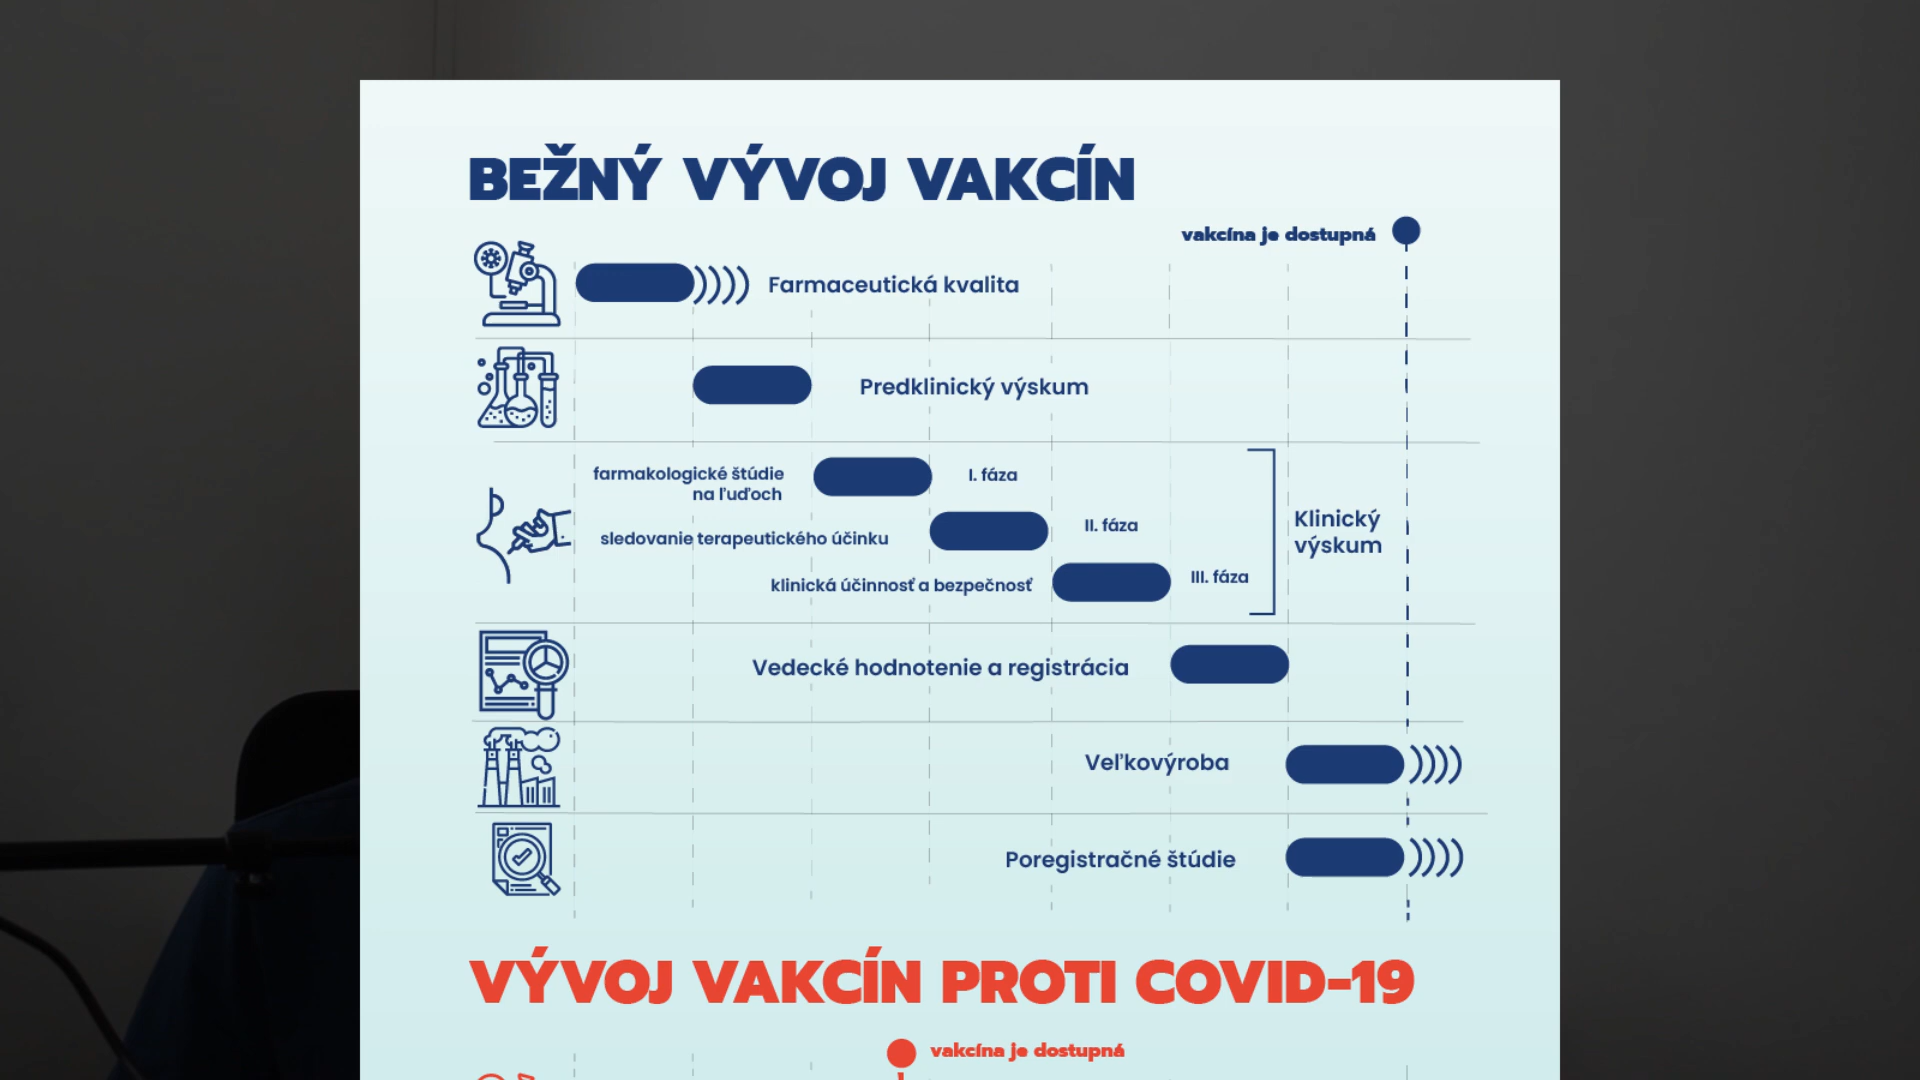 BEŽNÝ VÝVOJ VAKCÍN
vakcína je dostupná
Farmaceutická kvalita
Predklinický výskum
farmakologické štúdie
na ľuďoch
I. fáza
sledovanie terapeutického účinku
II. fáza
klinická účinnosť a bezpečnosť
III. fáza
Klinický
výskum
Vedecké hodnotenie a registrácia
Veľkovýroba
Poregistračné štúdie
VÝVOJ VAKCÍN PROTI COVID-19
vakcína je dostupná